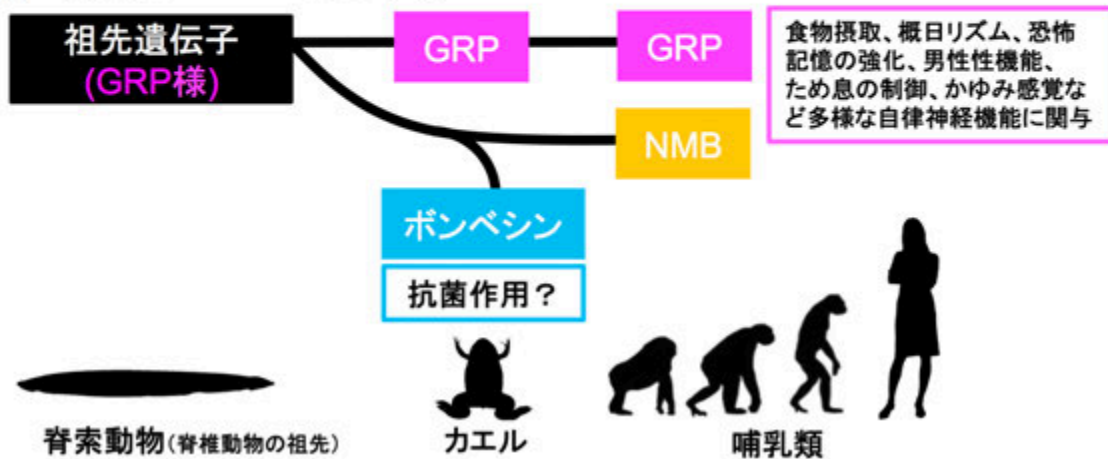 祖先遺伝子
(GRP様)
GRP
GRP
食物摂取、概日リズム、恐怖
記憶の強化、男性性機能、
ため息の制御、かゆみ感覚な
ど多様な自律神経機能に関与
NMB
ボンベシン
抗菌作用？
脊索動物(脊椎動物の祖先)
カエル
哺乳類